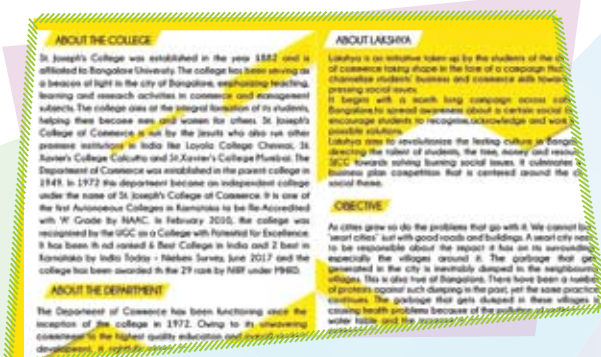 ABOUT THE COLLEGE
St. Joseph's College was established in the year 1882 and is
affiliated to Bangalore University. The college has been serving as
a beacon of light in the city of Bangalore, emphasizing teaching,
learning and research activities in commerce and management
subjects. The college aims at the integral formation of its students,
helping them become men and women for others. St. Joseph's
College of Commerce is run by the Jesuits who also run other
premiere institutions in India like Loyola College Chennai, St.
Xavier's College Calcutta and St.Xavier's College Mumbai. The
Department of Commerce was established in the parent college in
1949. In 1972 this department became an independent college
under the name of St. Joseph's College of Commerce. It is one of
the first Autonomous Colleges in Karnataka to be Re-Accredited
with 'A' Grade by NAAC. In February 2010, the college was
recognized by the UGC as a College with Potential for Excellence.
It has been th nd ranked 6 Best College in India and 2 best in
Karnataka by India Today - Nielsen Survey, June 2017 and the
college has been awarded th the 29 rank by NIRF under MHRD.
ABOUT THE DEPARTMENT
The Department of Commerce has been functioning since the
inception of the college in 1972. Owing to its unwavering
commitment to the highest quality education and overall
development, it rightfully
ABOUT LAKSHYA
Lakshya is an initiative taken up by the students of the
of commerce taking shape in the form of a campaign that
channelize students' business and commerce skills towar
pressing social issues.
It begins with a month long campaign across
Bangalore,to spread awareness about a certain social
encourage students to recognise,acknowledge and work
possible solutions.
Lakshya aims to revolutionize the festing culture in Banga
directing the talent of students, the time, money and resou
SJCC towards solving burning social issues. It culminates
business plan competition that is centered around the
social theme.
OBJECTIVE
As cities grow so do the problems that go with it. We cannot bu
'smart cities' just with good roads and buildings. A smart city nee
to be responsible about the impact it has on its surrounding
especially the villages around it. The garbage that ge
generated in the city is inevitably dumped in the neighbourin
villages. This is also true of Bangalore. There have been a numbe
of protests against such dumping in the past, yet the same practice
continues. The garbage that gets dumped in these villages is
causing health problems because of the pollution of
water table and the